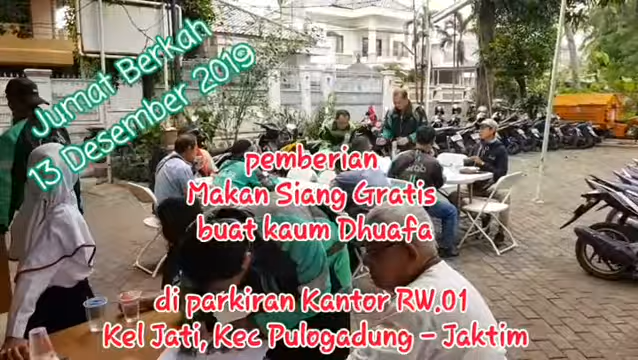 Jumat Berkah
13 Desember 2019
pemberian
Makan Siang Gratis
buat kaum Dhuafa
di parkiran Kantor RW.01
Kel Jati, Kec Pulogadung - Jaktim
Grab